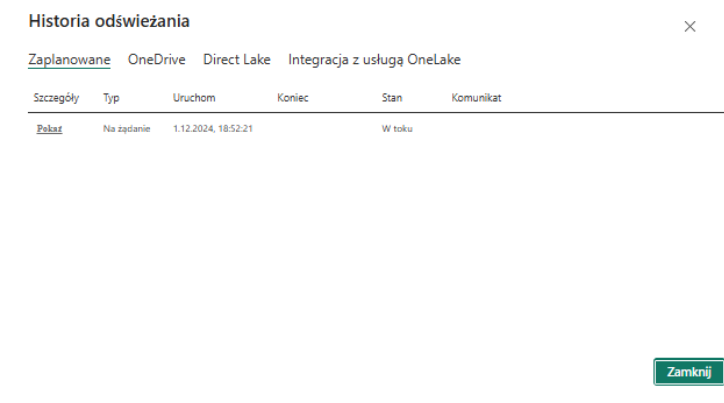 Historia odświeżania
Zaplanowane OneDrive Direct Lake Integracja z usługą OneLake
Szczegóły Typ Uruchom Koniec Stan Komunikat
Pokaż Na żądanie 1.12.2024, 18:52:21 W toku
Zamknij